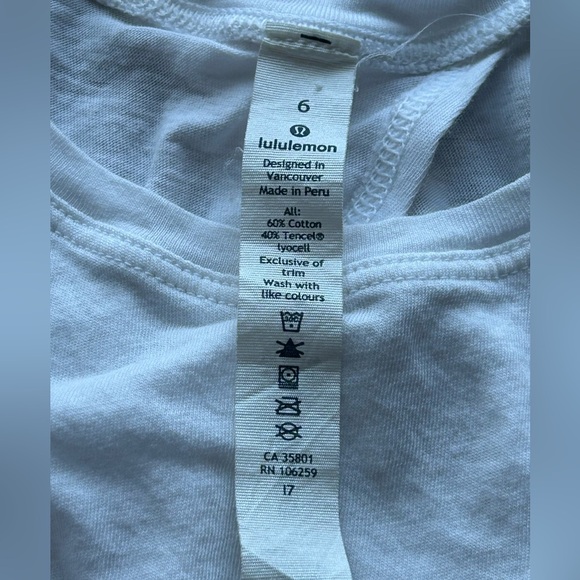 6
lululemon
Designed in
Vancouver
Made in Peru
All:
60% Cotton
40% Tencel®
lyocell
Exclusive of
trim
Wash with
like colours
CA 35801
RN 106259
17